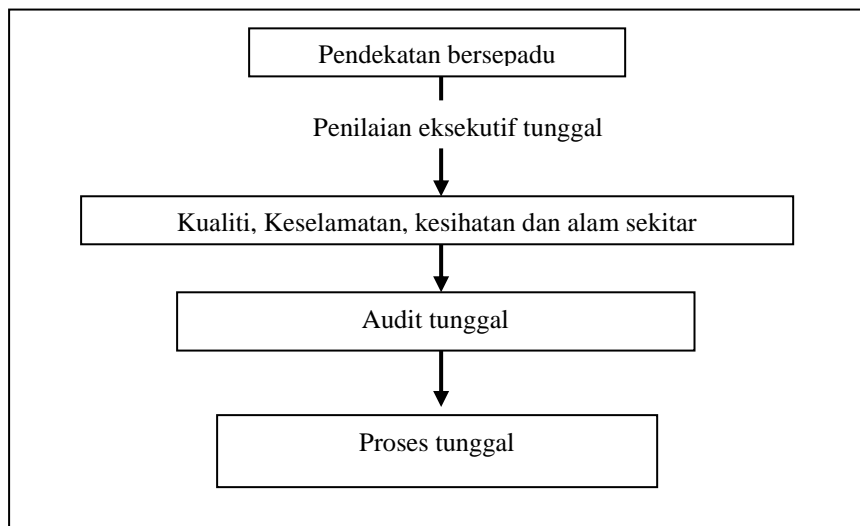 Pendekatan bersepadu
Penilaian eksekutif tunggal
Kualiti, Keselamatan, kesihatan dan alam sekitar
Audit tunggal
Proses tunggal